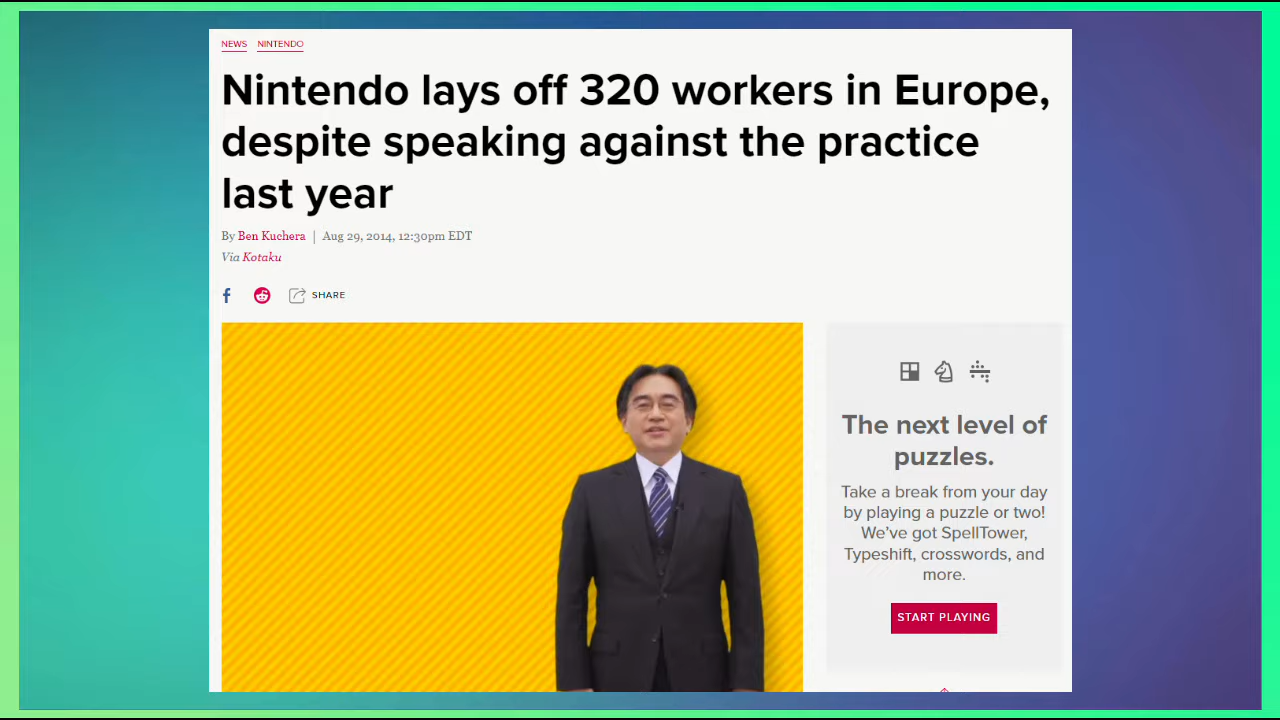 NEWS NINTENDO
Nintendo lays off 320 workers in Europe,
despite speaking against the practice
last year
By Ben Kuchera | Aug 29, 2014, 12:30pm EDT
Via Kotaku
SHARE
The next level of
puzzles.
Take a break from your day
by playing a puzzle or two!
We've got SpellTower,
Typeshift, crosswords, and
more.
START PLAYING